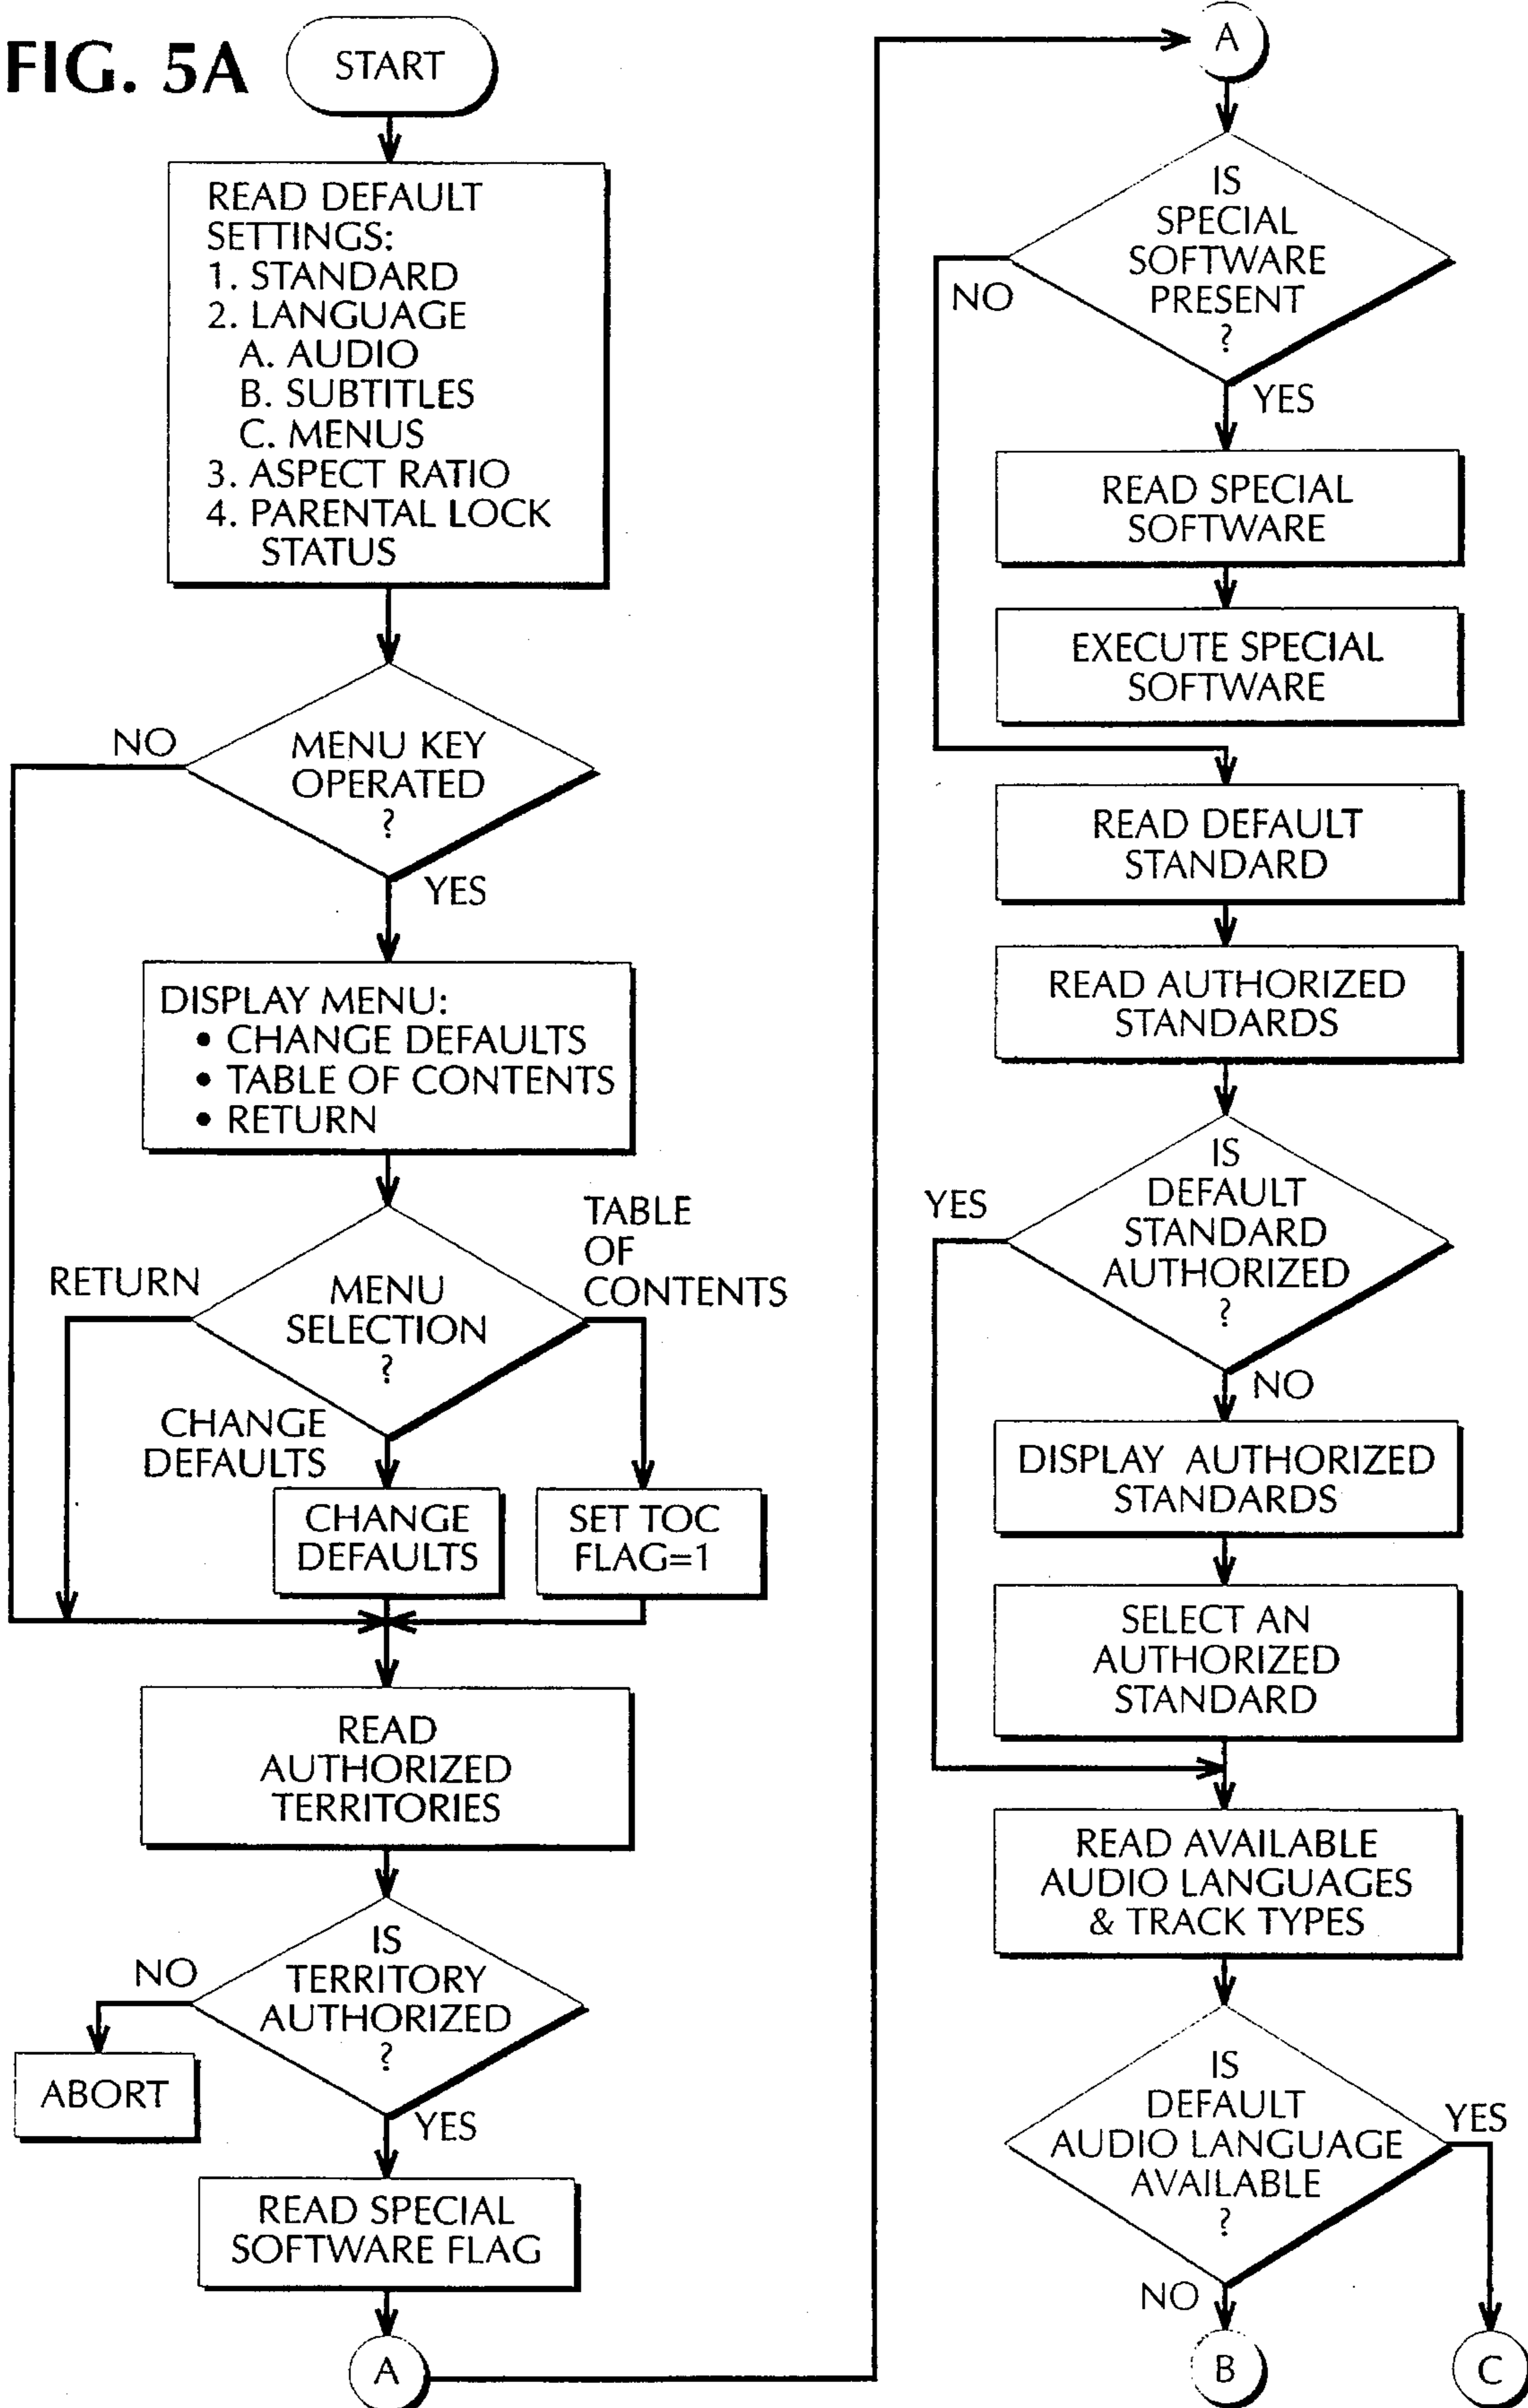 FIG. 5A
START
READ DEFAULT
SETTINGS:
1. STANDARD
2. LANGUAGE
A. AUDIO
B. SUBTITLES
C. MENUS
3. ASPECT RATIO
4. PARENTAL LOCK
STATUS
NO
MENU KEY
OPERATED
?
YES
DISPLAY MENU:
• CHANGE DEFAULTS
• TABLE OF CONTENTS
• RETURN
TABLE
OF
CONTENTS
RETURN
MENU
SELECTION
?
CHANGE
DEFAULTS
CHANGE
DEFAULTS
SET TOC
FLAG=1
READ
AUTHORIZED
TERRITORIES
NO
IS
TERRITORY
AUTHORIZED
?
ABORT
YES
READ SPECIAL
SOFTWARE FLAG
A
A
IS
SPECIAL
SOFTWARE
PRESENT
?
NO
YES
READ SPECIAL
SOFTWARE
EXECUTE SPECIAL
SOFTWARE
READ DEFAULT
STANDARD
READ AUTHORIZED
STANDARDS
YES
IS
DEFAULT
STANDARD
AUTHORIZED
?
NO
DISPLAY AUTHORIZED
STANDARDS
SELECT AN
AUTHORIZED
STANDARD
READ AVAILABLE
AUDIO LANGUAGES
& TRACK TYPES
IS
DEFAULT
AUDIO LANGUAGE
AVAILABLE
?
YES
NO
B
C